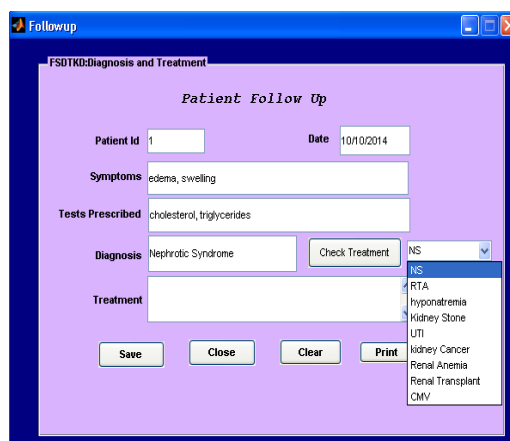 Followup
FSDTKD:Diagnosis and Treatment
Patient Follow Up
Patient Id 1 Date 10/10/2014
Symptoms edema, swelling
Tests Prescribed cholesterol, triglycerides
Diagnosis Nephrotic Syndrome Check Treatment NS
NS
RTA
hyponatremia
Kidney Stone
UTI
kidney Cancer
Renal Anemia
Renal Transplant
CMV
Treatment
Save Close Clear Print